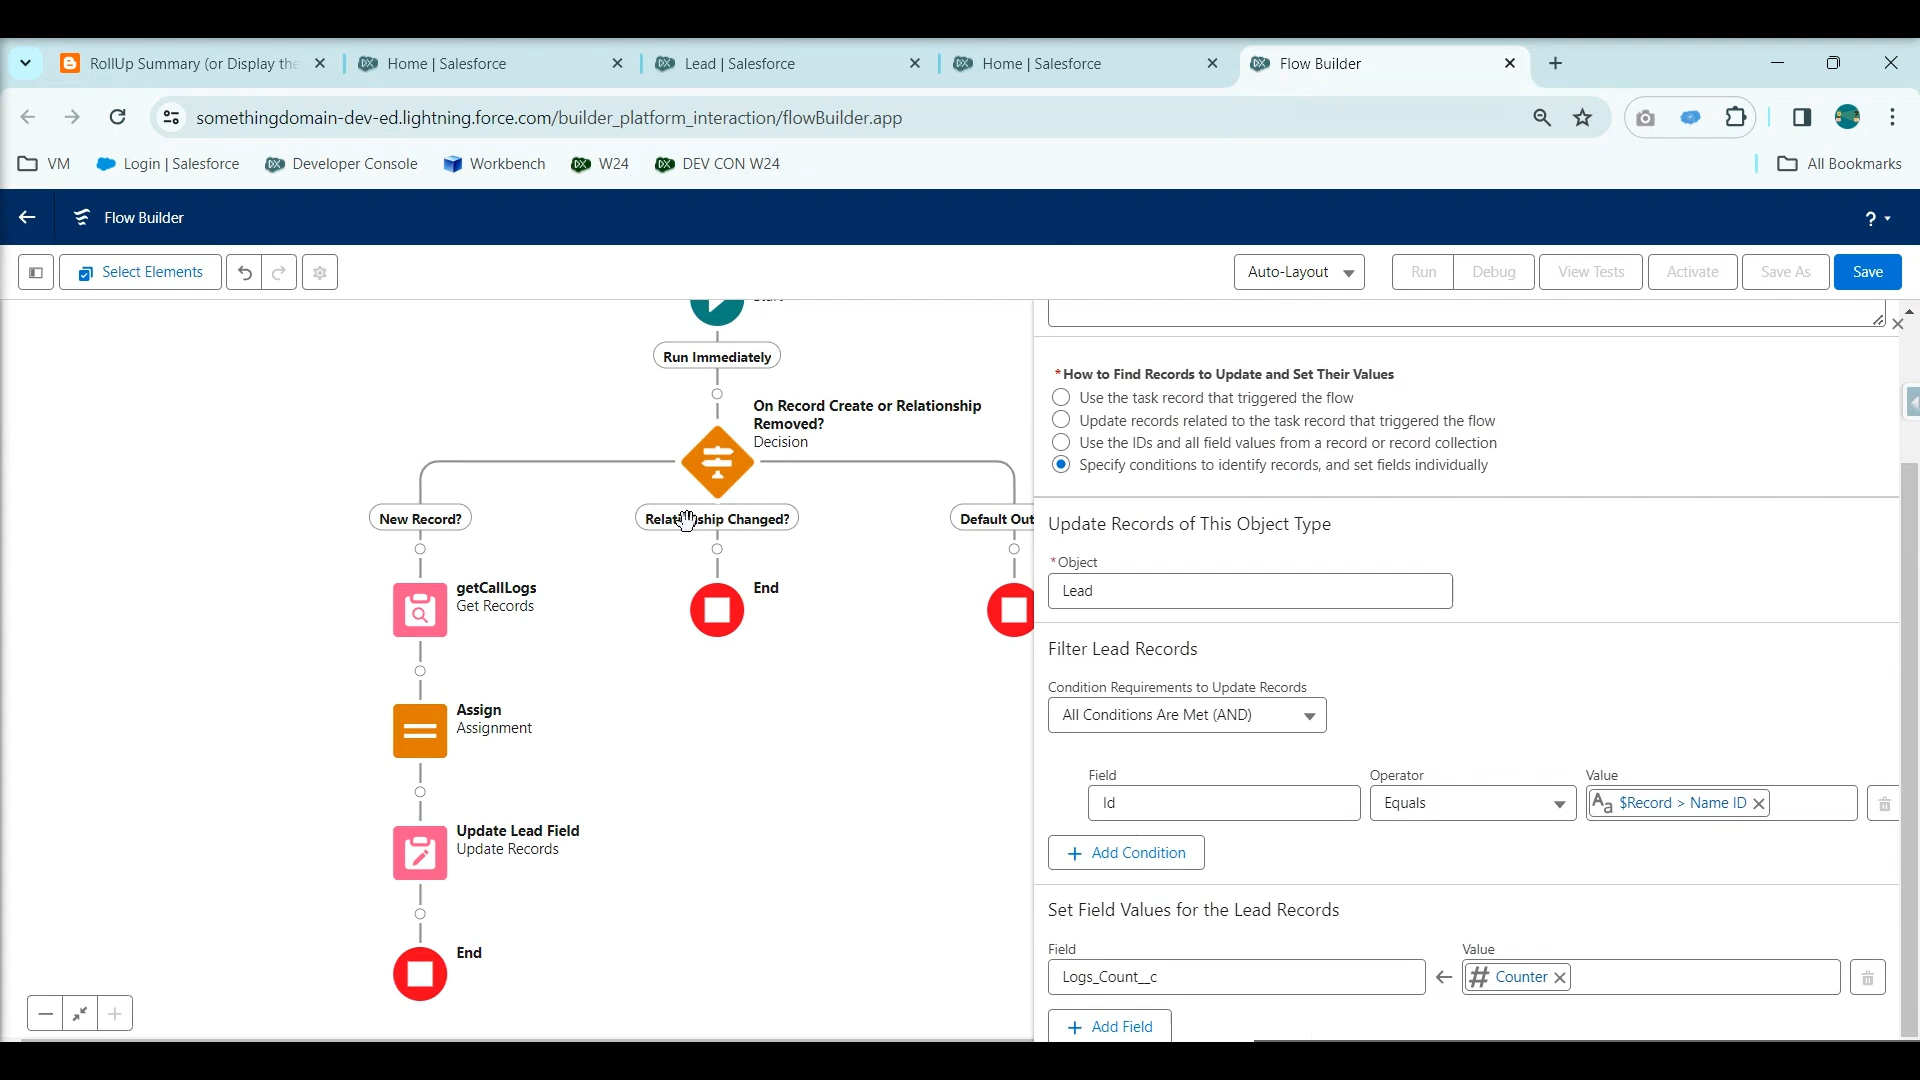 RollUp Summary (or Display the
Home | Salesforce
Lead | Salesforce
Home | Salesforce
Flow Builder
somethingdomain-dev-ed.lightning.force.com/builder_platform_interaction/flowBuilder.app
VM
Login | Salesforce
Developer Console
Workbench
W24
DEV CON W24
All Bookmarks
Flow Builder
?
Select Elements
Auto-Layout
Run
Debug
View Tests
Activate
Save As
Save
Run Immediately
On Record Create or Relationship
Removed?
Decision
New Record?
Relationship Changed?
Default Out
getCallLogs
Get Records
End
Assign
Assignment
Update Lead Field
Update Records
End
*How to Find Records to Update and Set Their Values
Use the task record that triggered the flow
Update records related to the task record that triggered the flow
Use the IDs and all field values from a record or record collection
Specify conditions to identify records, and set fields individually
Update Records of This Object Type
*Object
Lead
Filter Lead Records
Condition Requirements to Update Records
All Conditions Are Met (AND)
Field
Operator
Value
Id
Equals
Aa $Record > Name ID
+ Add Condition
Set Field Values for the Lead Records
Field
Value
Logs_Count__c
# Counter
+ Add Field